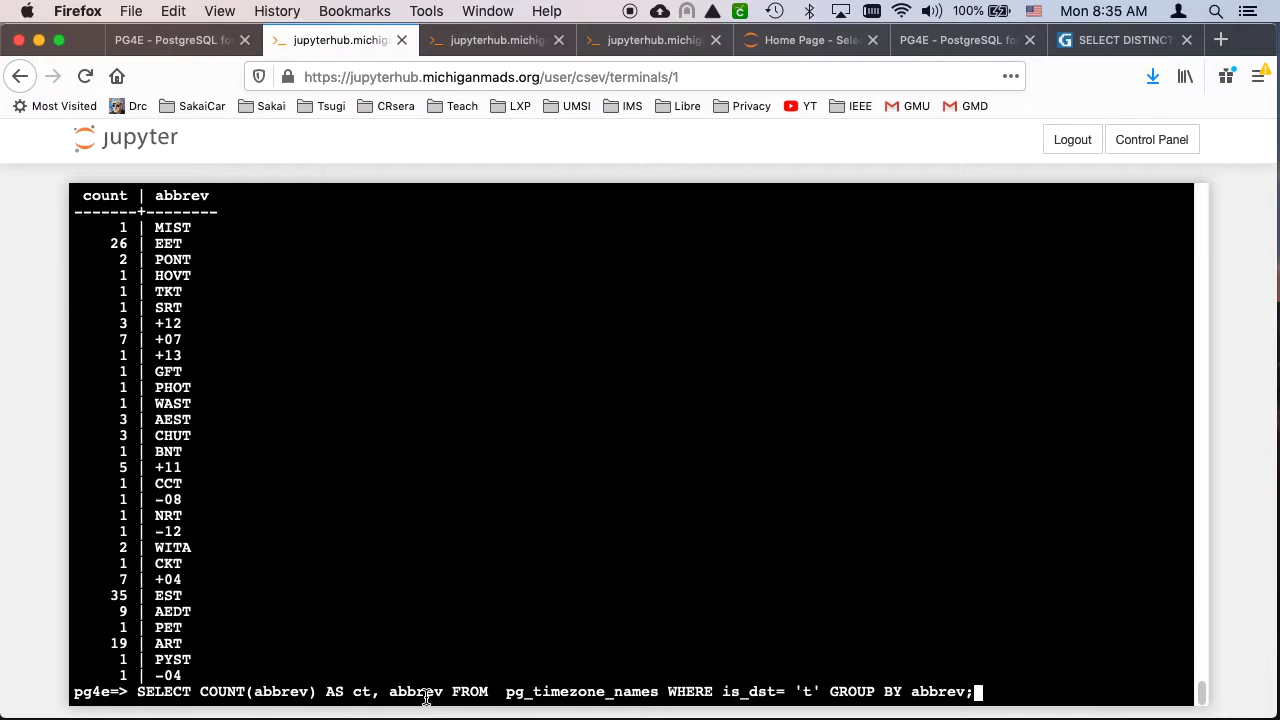 Firefox File Edit View History Bookmarks Tools Window Help 100% Mon 8:35 AM
PG4E - PostgreSQL fo jupyterhub.michig jupyterhub.michig jupyterhub.michig Home Page - Sele PG4E - PostgreSQL fo SELECT DISTINCT
https://jupyterhub.michiganmads.org/user/csev/terminals/1
Most Visited Drc SakaiCar Sakai Tsugi CRsera Teach LXP UMSI IMS Libre Privacy YT IEEE GMU GMD
jupyter Logout Control Panel
count | abbrev
-------+--------
1 | MIST
26 | EET
2 | PONT
1 | HOVT
1 | TKT
1 | SRT
3 | +12
7 | +07
1 | +13
1 | GFT
1 | PHOT
1 | WAST
3 | AEST
3 | CHUT
1 | BNT
5 | +11
1 | CCT
1 | -08
1 | NRT
1 | -12
2 | WITA
1 | CKT
7 | +04
35 | EST
9 | AEDT
1 | PET
19 | ART
1 | PYST
1 | -04
pg4e=> SELECT COUNT(abbrev) AS ct, abbrev FROM  pg_timezone_names WHERE is_dst= 't' GROUP BY abbrev;